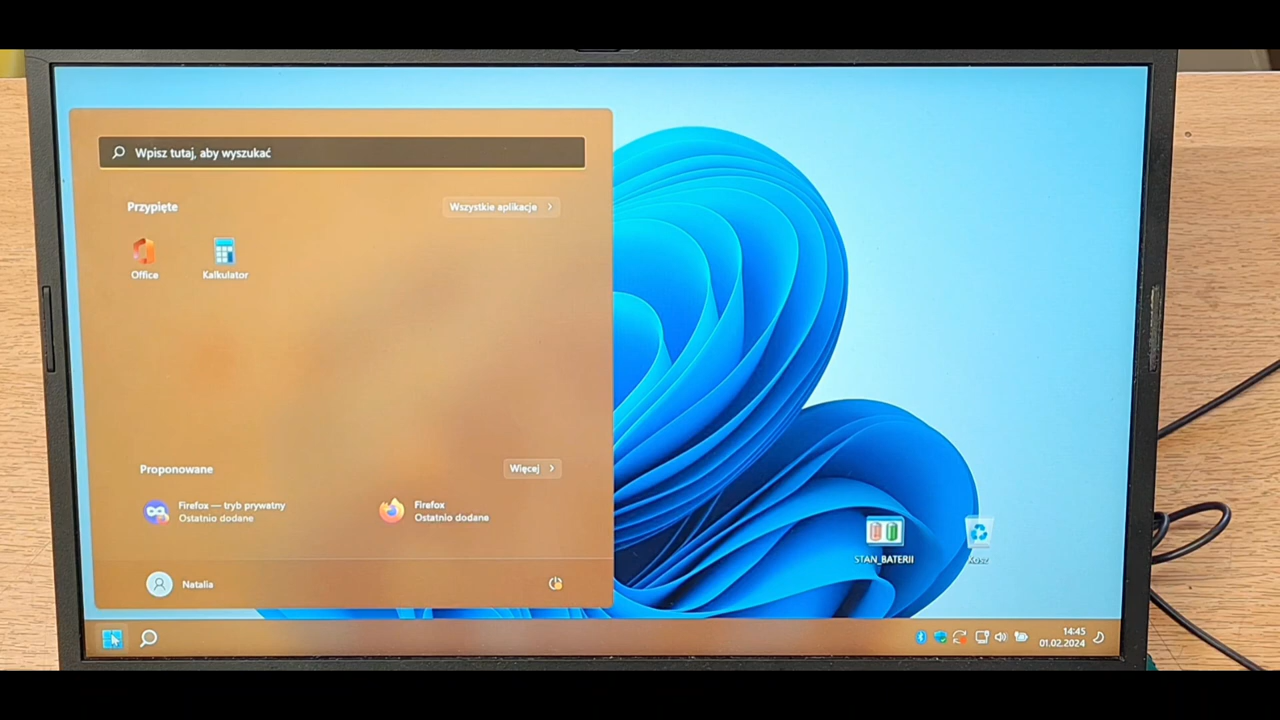 Wpisz tutaj, aby wyszukać
Przypięte
Wszystkie aplikacje
Office
Kalkulator
Proponowane
Więcej
Firefox — tryb prywatny
Ostatnio dodane
Firefox
Ostatnio dodane
STAN_BATERII
Kosz
Natalia
14:45
01.02.2024